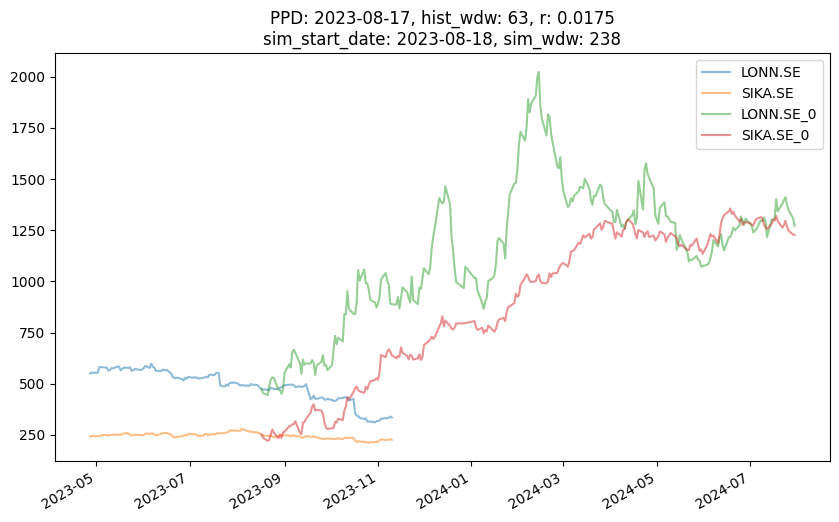 PPD: 2023-08-17, hist_wdw: 63, r: 0.0175
sim_start_date: 2023-08-18, sim_wdw: 238
LONN.SE
SIKA.SE
LONN.SE_0
SIKA.SE_0
2000
1750
1500
1250
1000
750
500
250
2023-05
2023-07
2023-09
2023-11
2024-01
2024-03
2024-05
2024-07